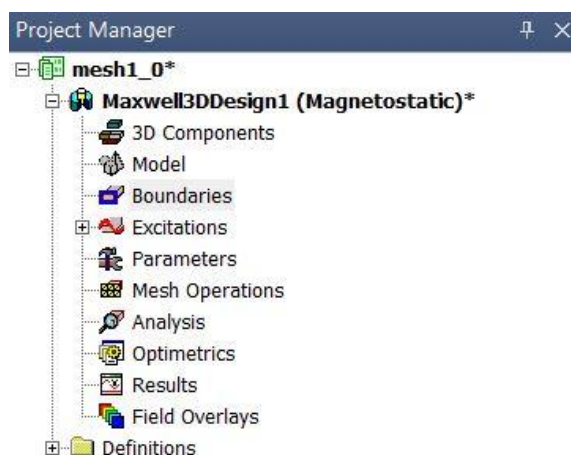 Project Manager
mesh1_0*
Maxwell3DDesign1 (Magnetostatic)*
3D Components
Model
Boundaries
Excitations
Parameters
Mesh Operations
Analysis
Optimetrics
Results
Field Overlays
Definitions